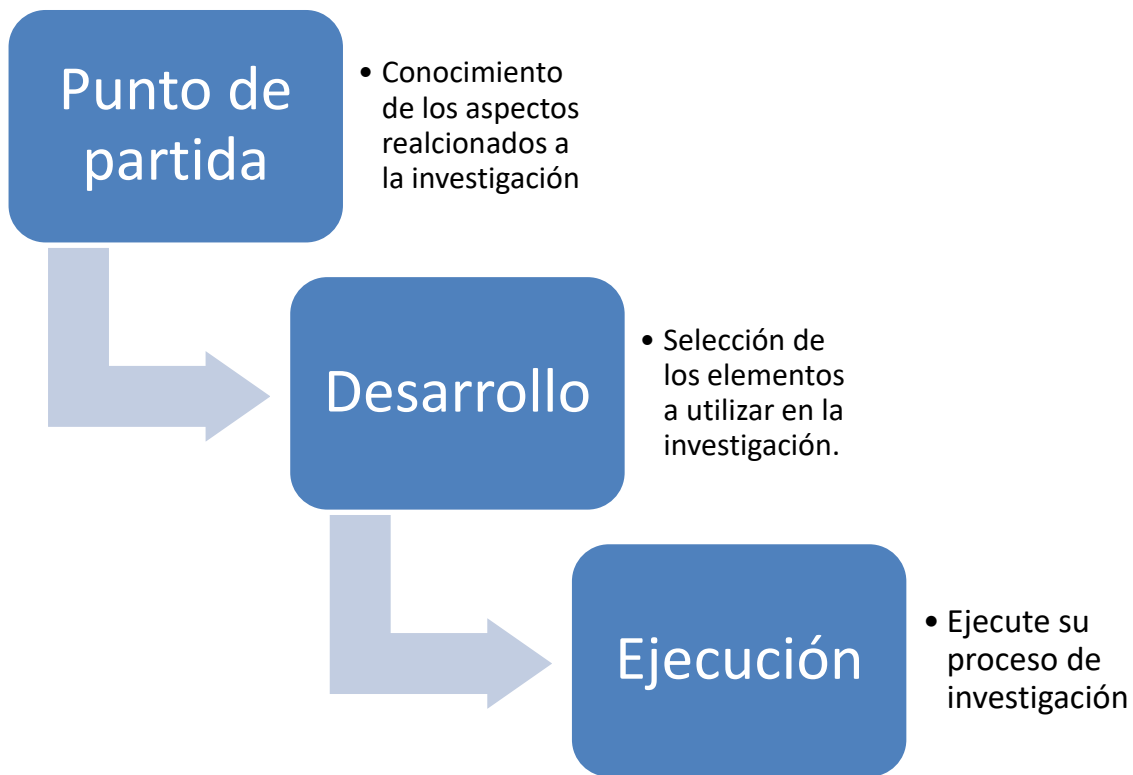 Punto de
partida
• Conocimiento
de los aspectos
realcionados a
la investigación
Desarrollo
• Selección de
los elementos
a utilizar en la
investigación.
Ejecución
• Ejecute su
proceso de
investigación